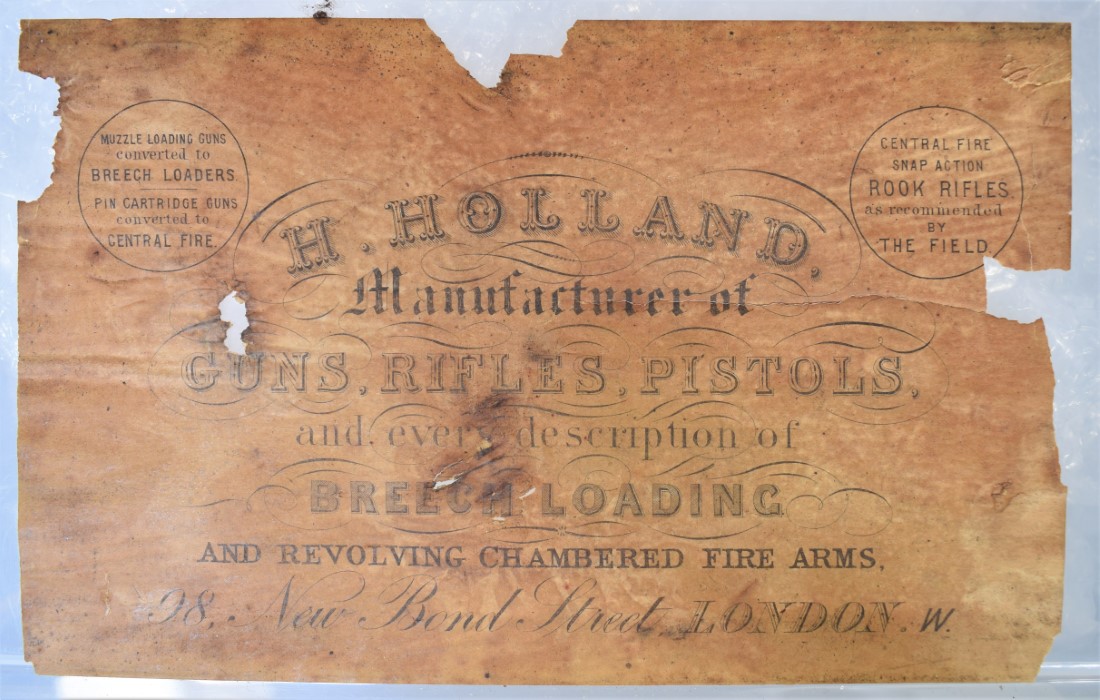 MUZZLE LOADING GUNS
converted to
BREECH LOADERS.
PIN CARTRIDGE GUNS
converted to
CENTRAL FIRE.
CENTRAL FIRE
SNAP ACTION
ROOK RIFLES.
as recommended
BY
THE FIELD.
H. HOLLAND,
Manufacturer of
GUNS, RIFLES, PISTOLS,
and every description of
BREECH LOADING
AND REVOLVING CHAMBERED FIRE ARMS,
98, New Bond Street LONDON. W.